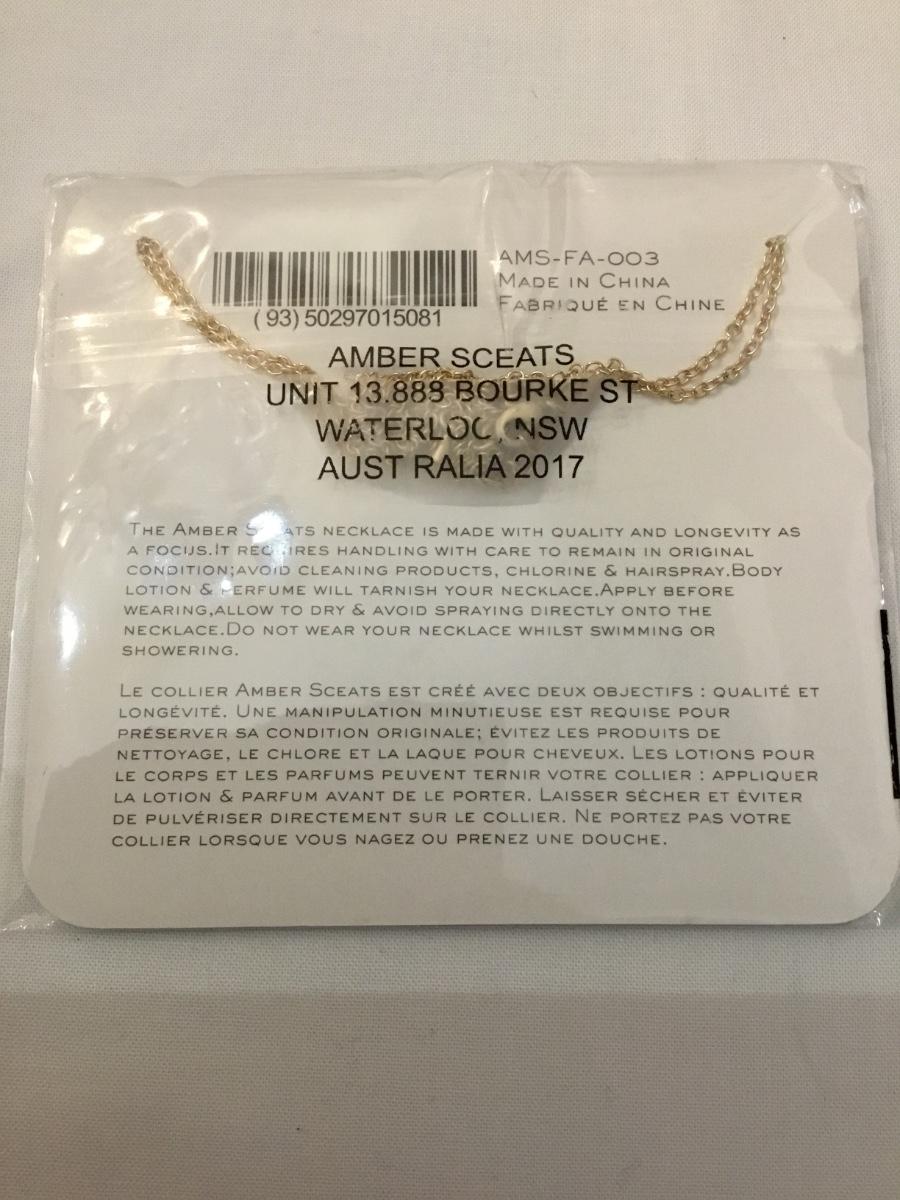 AMS-FA-003
MADE IN CHINA
FABRIQUÉ EN CHINE
(93) 50297015081
AMBER SCEATS
UNIT 13.888 BOURKE ST
WATERLOO, NSW
AUST RALIA 2017
THE AMBER SCEATS NECKLACE IS MADE WITH QUALITY AND LONGEVITY AS
A FOCUS.IT REQUIRES HANDLING WITH CARE TO REMAIN IN ORIGINAL
CONDITION;AVOID CLEANING PRODUCTS, CHLORINE & HAIRSPRAY.BODY
LOTION & PERFUME WILL TARNISH YOUR NECKLACE.APPLY BEFORE
WEARING,ALLOW TO DRY & AVOID SPRAYING DIRECTLY ONTO THE
NECKLACE.DO NOT WEAR YOUR NECKLACE WHILST SWIMMING OR
SHOWERING.
LE COLLIER AMBER SCEATS EST CRÉÉ AVEC DEUX OBJECTIFS : QUALITÉ ET
LONGÉVITÉ. UNE MANIPULATION MINUTIEUSE EST REQUISE POUR
PRÉSERVER SA CONDITION ORIGINALE; ÉVITEZ LES PRODUITS DE
NETTOYAGE, LE CHLORE ET LA LAQUE POUR CHEVEUX. LES LOTIONS POUR
LE CORPS ET LES PARFUMS PEUVENT TERNIR VOTRE COLLIER : APPLIQUER
LA LOTION & PARFUM AVANT DE LE PORTER. LAISSER SÉCHER ET ÉVITER
DE PULVÉRISER DIRECTEMENT SUR LE COLLIER. NE PORTEZ PAS VOTRE
COLLIER LORSQUE VOUS NAGEZ OU PRENEZ UNE DOUCHE.